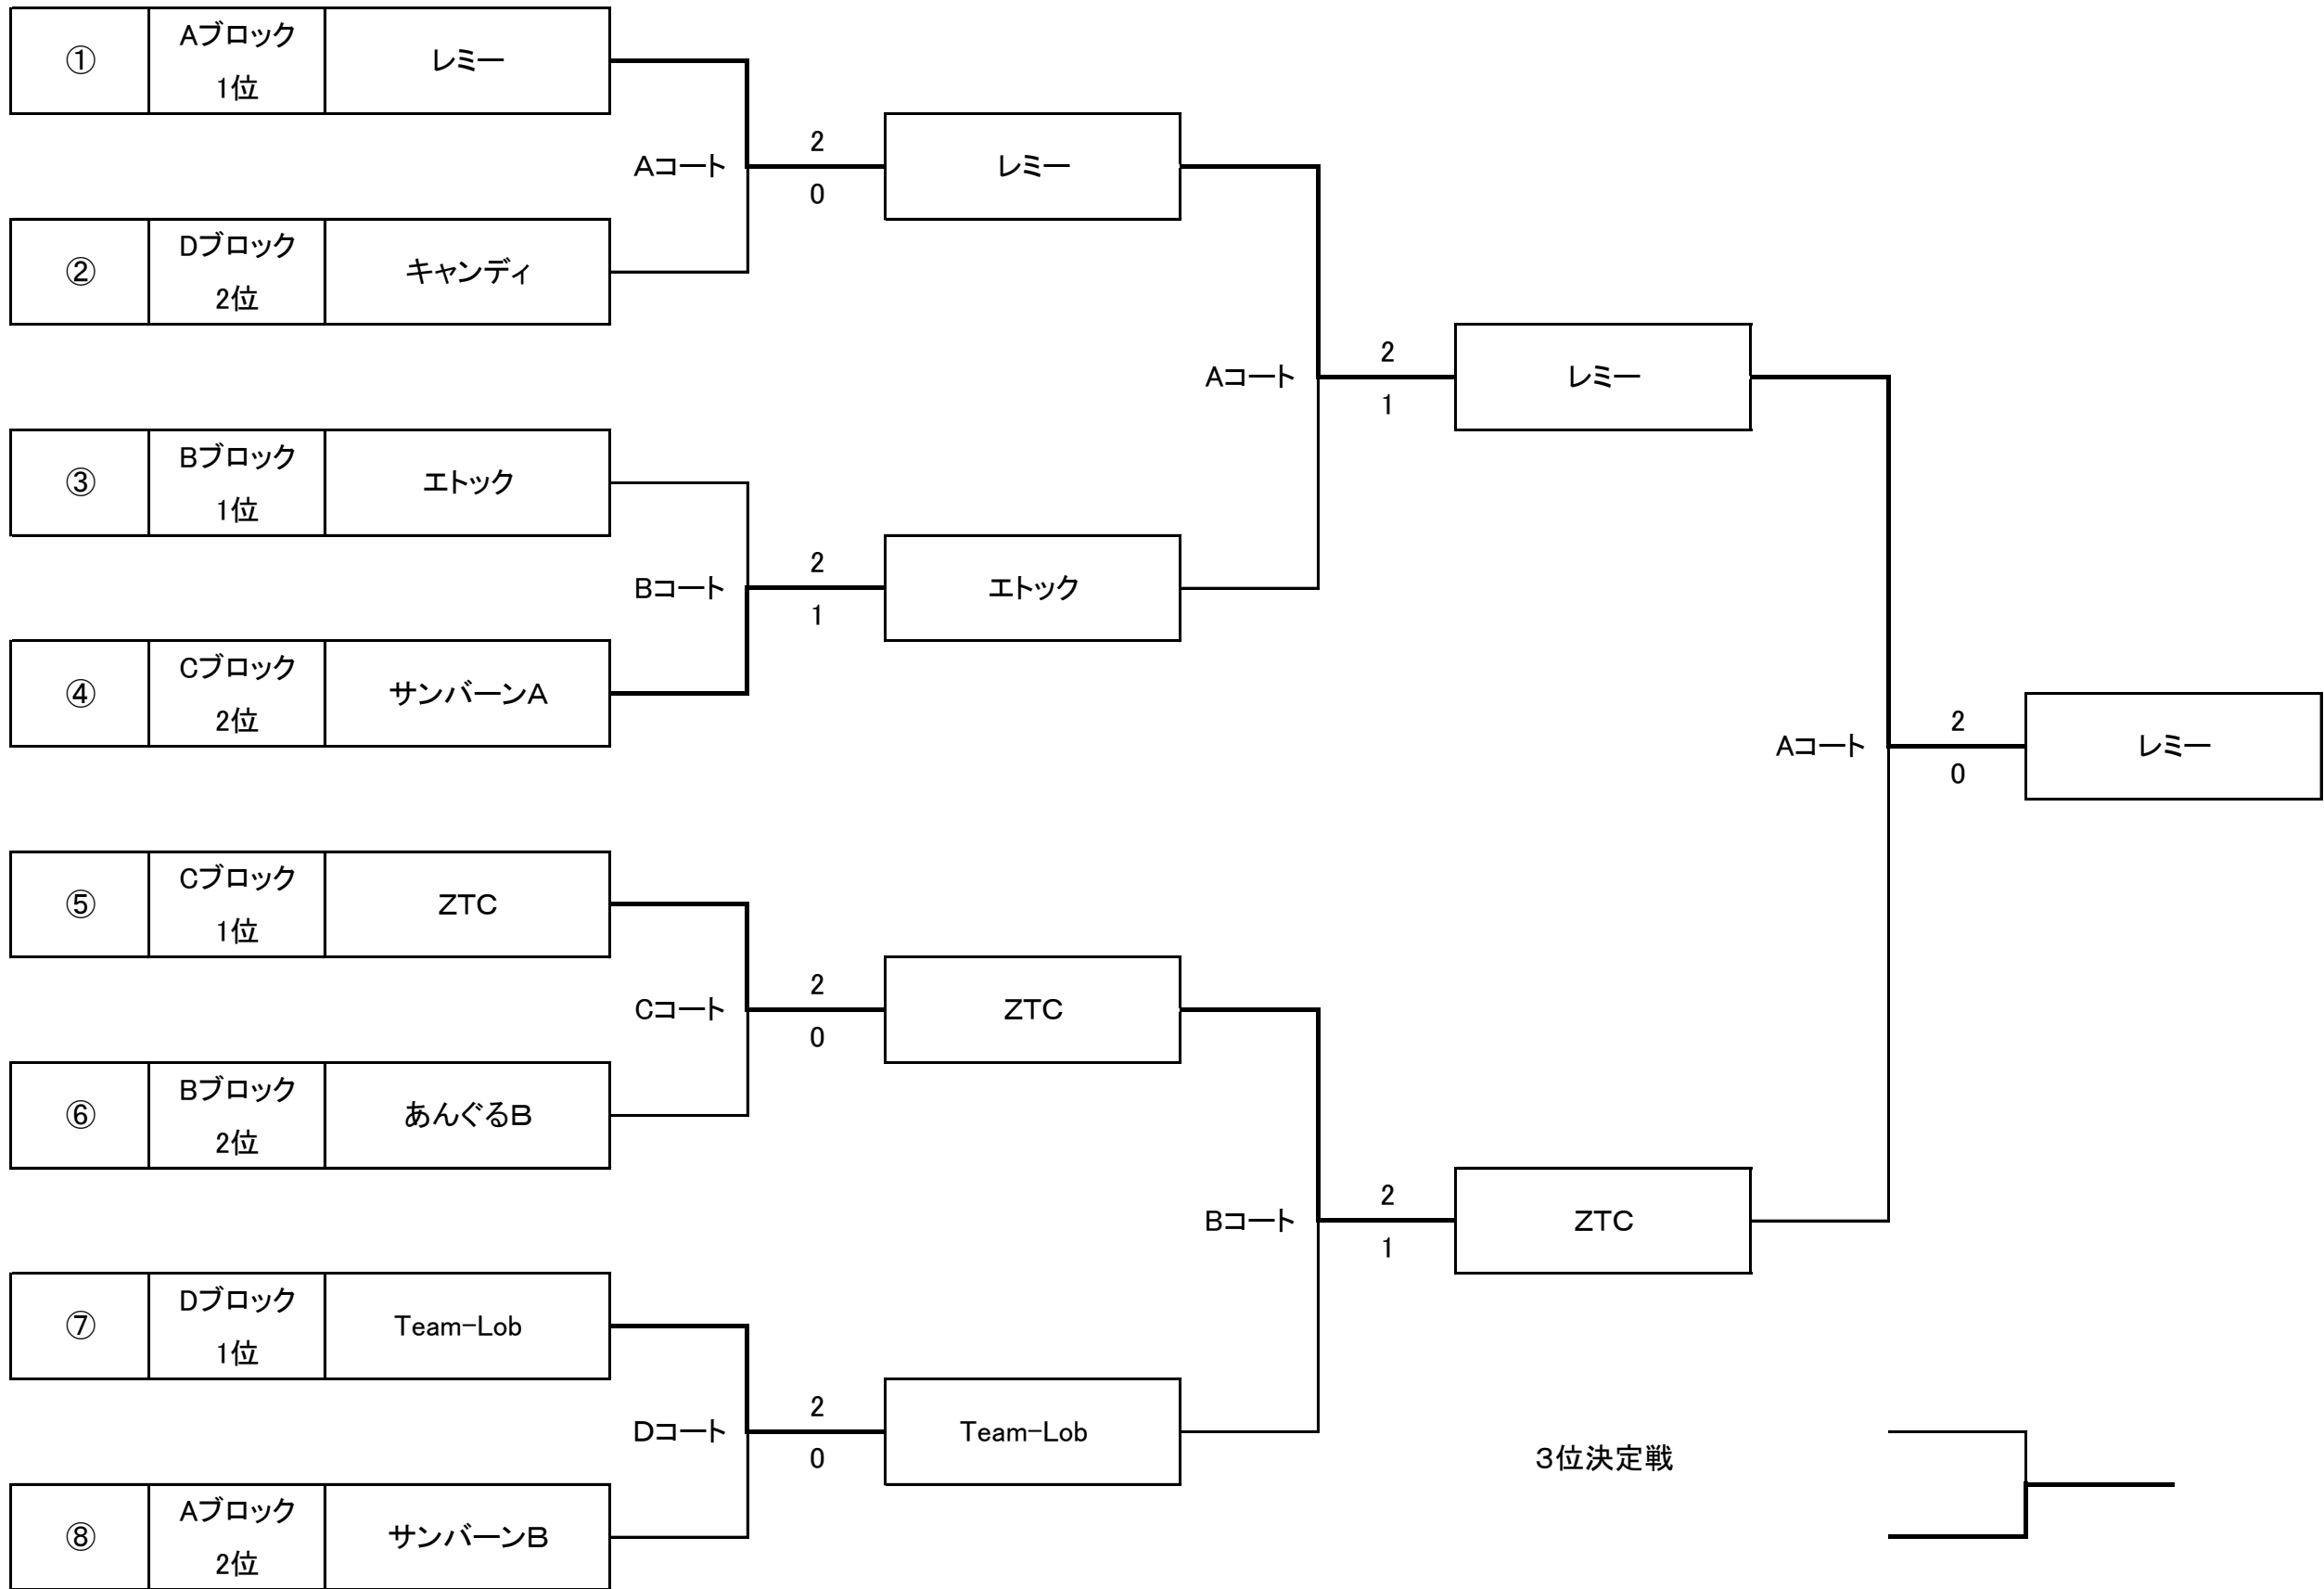 ① Aブロック 1位 レミー
Aコート
2
0
レミー
② Dブロック 2位 キャンディ
Aコート
2
1
レミー
③ Bブロック 1位 エトック
Bコート
2
1
エトック
④ Cブロック 2位 サンバーンA
Aコート
2
0
レミー
⑤ Cブロック 1位 ZTC
Cコート
2
0
ZTC
⑥ Bブロック 2位 あんぐるB
Bコート
2
1
ZTC
⑦ Dブロック 1位 Team-Lob
Dコート
2
0
Team-Lob
3位決定戦
⑧ Aブロック 2位 サンバーンB